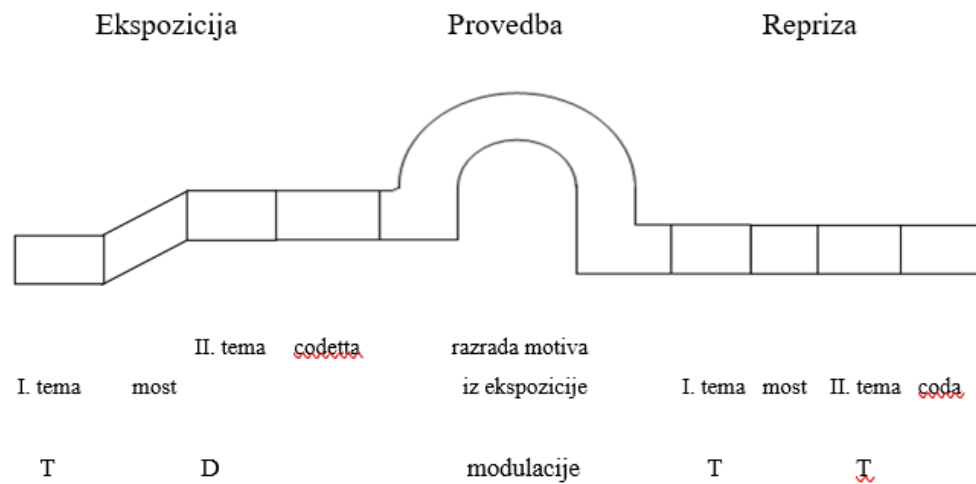 Ekspozicija Provedba Repriza
II. tema codetta razrada motiva
I. tema most iz ekspozicije I. tema most II. tema coda
T D modulacije T T